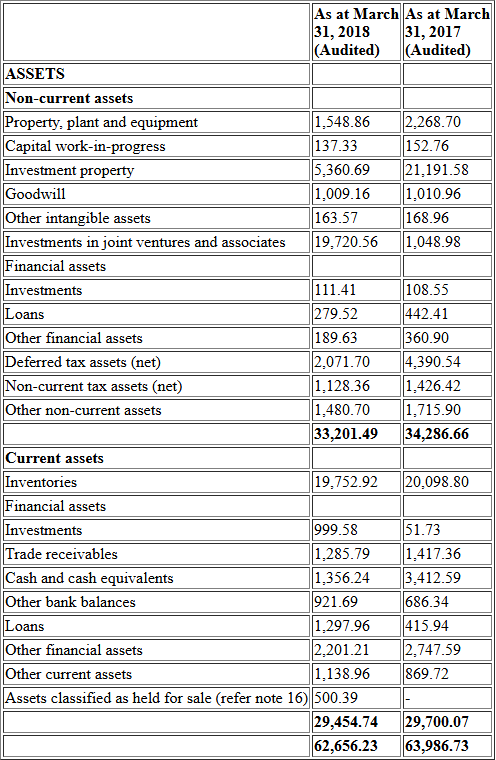 As at March 31, 2018 (Audited) As at March 31, 2017 (Audited)
ASSETS
Non-current assets
Property, plant and equipment 1,548.86 2,268.70
Capital work-in-progress 137.33 152.76
Investment property 5,360.69 21,191.58
Goodwill 1,009.16 1,010.96
Other intangible assets 163.57 168.96
Investments in joint ventures and associates 19,720.56 1,048.98
Financial assets
Investments 111.41 108.55
Loans 279.52 442.41
Other financial assets 189.63 360.90
Deferred tax assets (net) 2,071.70 4,390.54
Non-current tax assets (net) 1,128.36 1,426.42
Other non-current assets 1,480.70 1,715.90
33,201.49 34,286.66
Current assets
Inventories 19,752.92 20,098.80
Financial assets
Investments 999.58 51.73
Trade receivables 1,285.79 1,417.36
Cash and cash equivalents 1,356.24 3,412.59
Other bank balances 921.69 686.34
Loans 1,297.96 415.94
Other financial assets 2,201.21 2,747.59
Other current assets 1,138.96 869.72
Assets classified as held for sale (refer note 16) 500.39 -
29,454.74 29,700.07
62,656.23 63,986.73